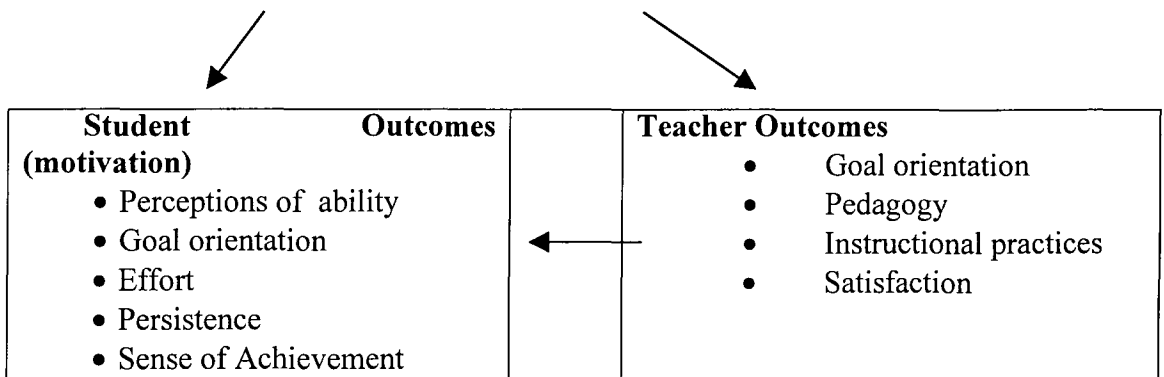 Student Outcomes
(motivation)
• Perceptions of ability
• Goal orientation
• Effort
• Persistence
• Sense of Achievement
Teacher Outcomes
• Goal orientation
• Pedagogy
• Instructional practices
• Satisfaction